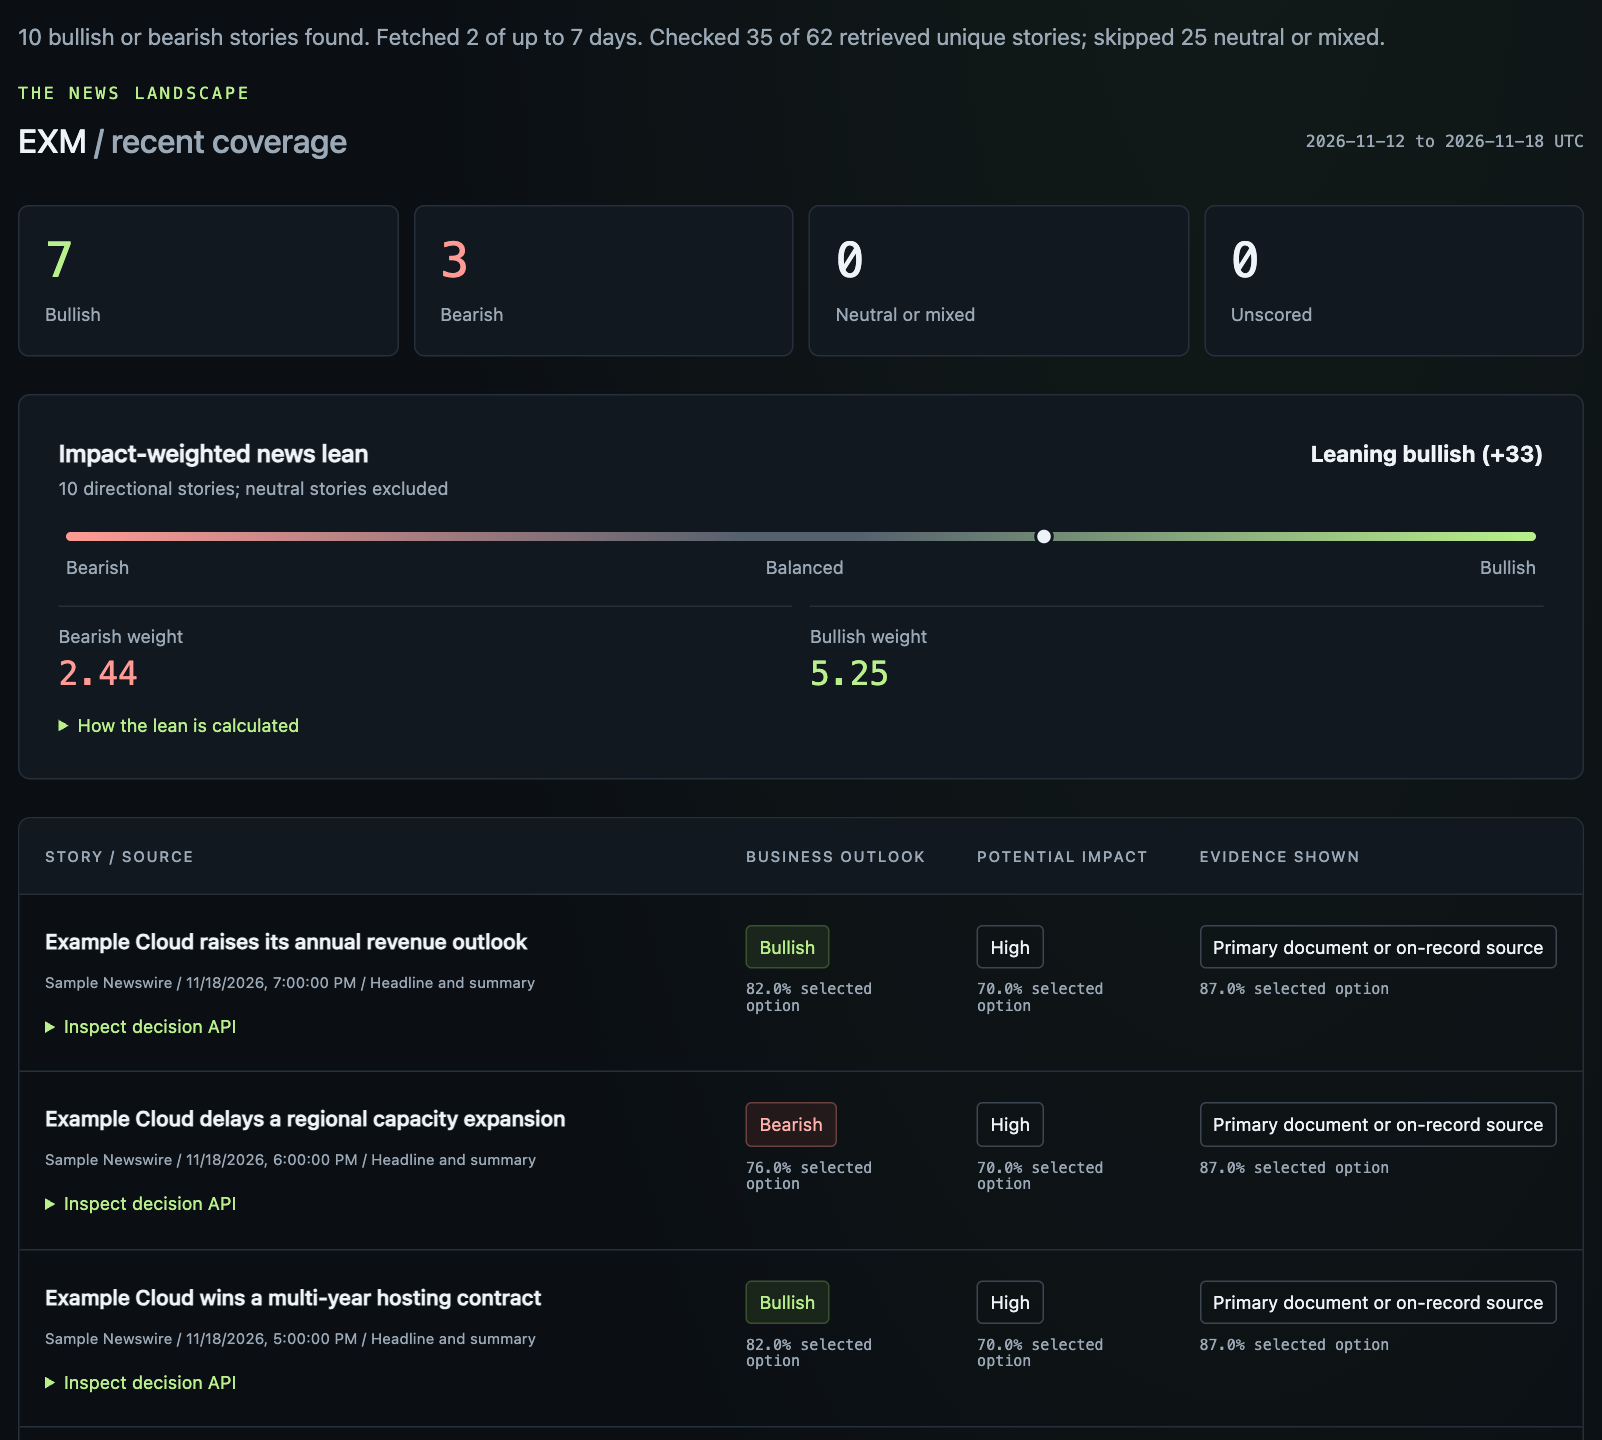 10 bullish or bearish stories found. Fetched 2 of up to 7 days. Checked 35 of 62 retrieved unique stories; skipped 25 neutral or mixed.
THE NEWS LANDSCAPE
EXM / recent coverage
2026-11-12 to 2026-11-18 UTC
7
Bullish
3
Bearish
0
Neutral or mixed
0
Unscored
Impact-weighted news lean
Leaning bullish (+33)
10 directional stories; neutral stories excluded
Bearish
Balanced
Bullish
Bearish weight
2.44
Bullish weight
5.25
How the lean is calculated
STORY / SOURCE
BUSINESS OUTLOOK
POTENTIAL IMPACT
EVIDENCE SHOWN
Example Cloud raises its annual revenue outlook
Sample Newswire / 11/18/2026, 7:00:00 PM / Headline and summary
Inspect decision API
Bullish
82.0% selected
option
High
70.0% selected
option
Primary document or on-record source
87.0% selected option
Example Cloud delays a regional capacity expansion
Sample Newswire / 11/18/2026, 6:00:00 PM / Headline and summary
Inspect decision API
Bearish
76.0% selected
option
High
70.0% selected
option
Primary document or on-record source
87.0% selected option
Example Cloud wins a multi-year hosting contract
Sample Newswire / 11/18/2026, 5:00:00 PM / Headline and summary
Inspect decision API
Bullish
82.0% selected
option
High
70.0% selected
option
Primary document or on-record source
87.0% selected option